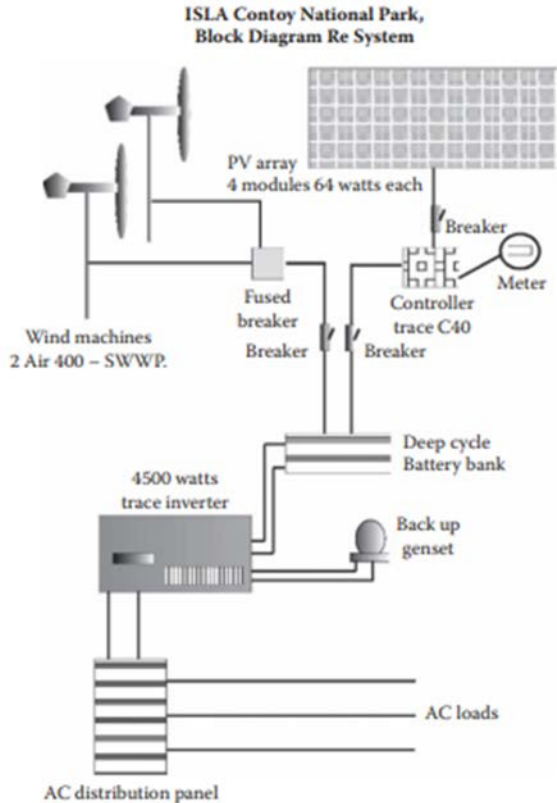 ISLA Contoy National Park,
Block Diagram Re System
PV array
4 modules 64 watts each
Breaker
Meter
Controller
trace C40
Fused
breaker
Wind machines
2 Air 400 – SWWP.
Breaker
Breaker
Deep cycle
Battery bank
4500 watts
trace inverter
Back up
genset
AC loads
AC distribution panel